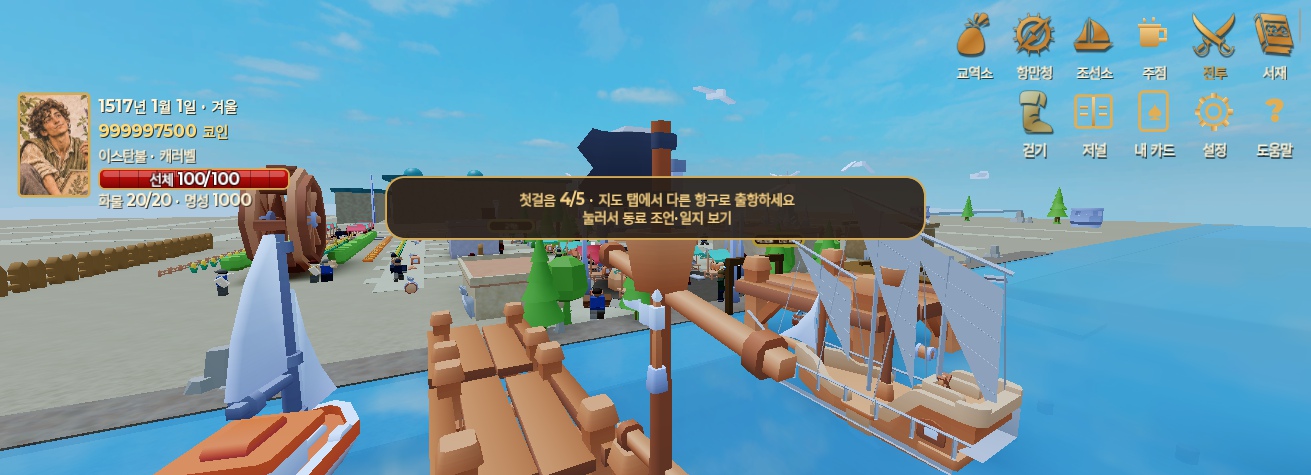 교역소 항만청 조선소 주점 전투 서재
걷기 저널 내 카드 설정 도움말
1517년 1월 1일 · 겨울
999997500 코인
이스탄불 · 캐러벨
선체 100/100
화물 20/20 · 명성 1000
첫걸음 4/5 · 지도 탭에서 다른 항구로 출항하세요
눌러서 동료 조언·일지 보기